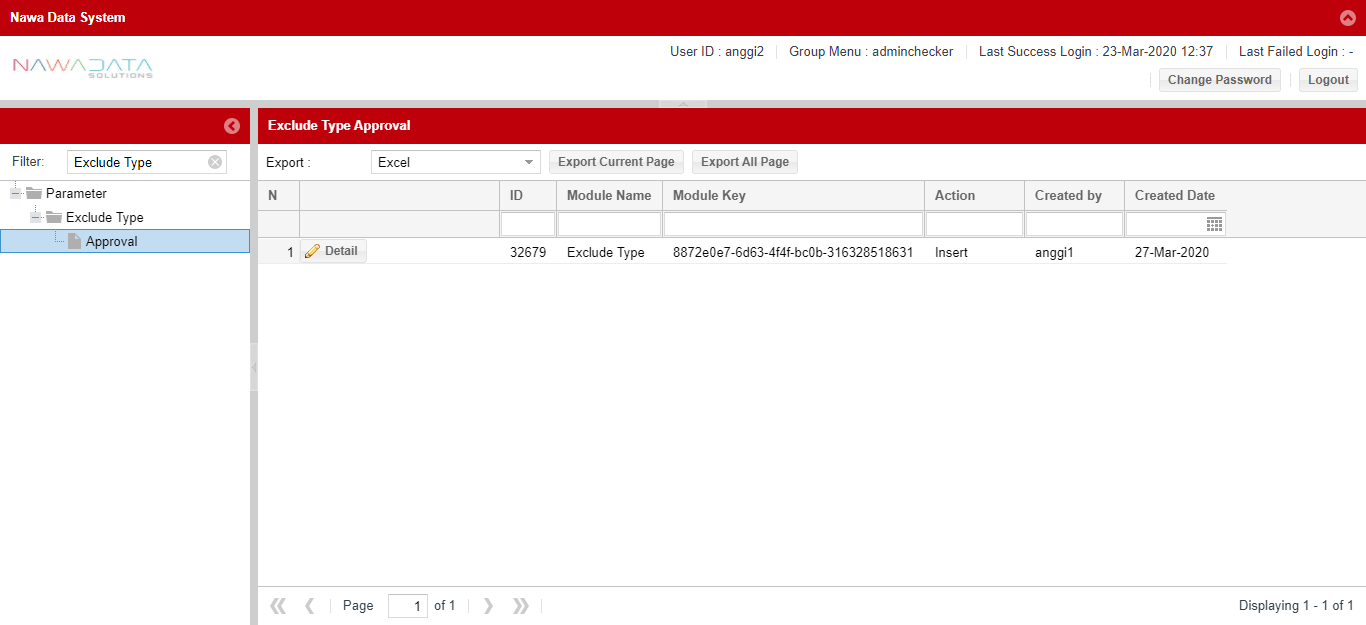 Nawa Data System
User ID : anggi2 Group Menu : adminchecker Last Success Login : 23-Mar-2020 12:37 Last Failed Login : -
NAWADATA
SOLUTIONS
Change Password Logout
Exclude Type Approval
Filter: Exclude Type
Export : Excel Export Current Page Export All Page
Parameter
Exclude Type
Approval
N ID Module Name Module Key Action Created by Created Date
1 Detail 32679 Exclude Type 8872e0e7-6d63-4f4f-bc0b-316328518631 Insert anggi1 27-Mar-2020
Page 1 of 1 Displaying 1 - 1 of 1